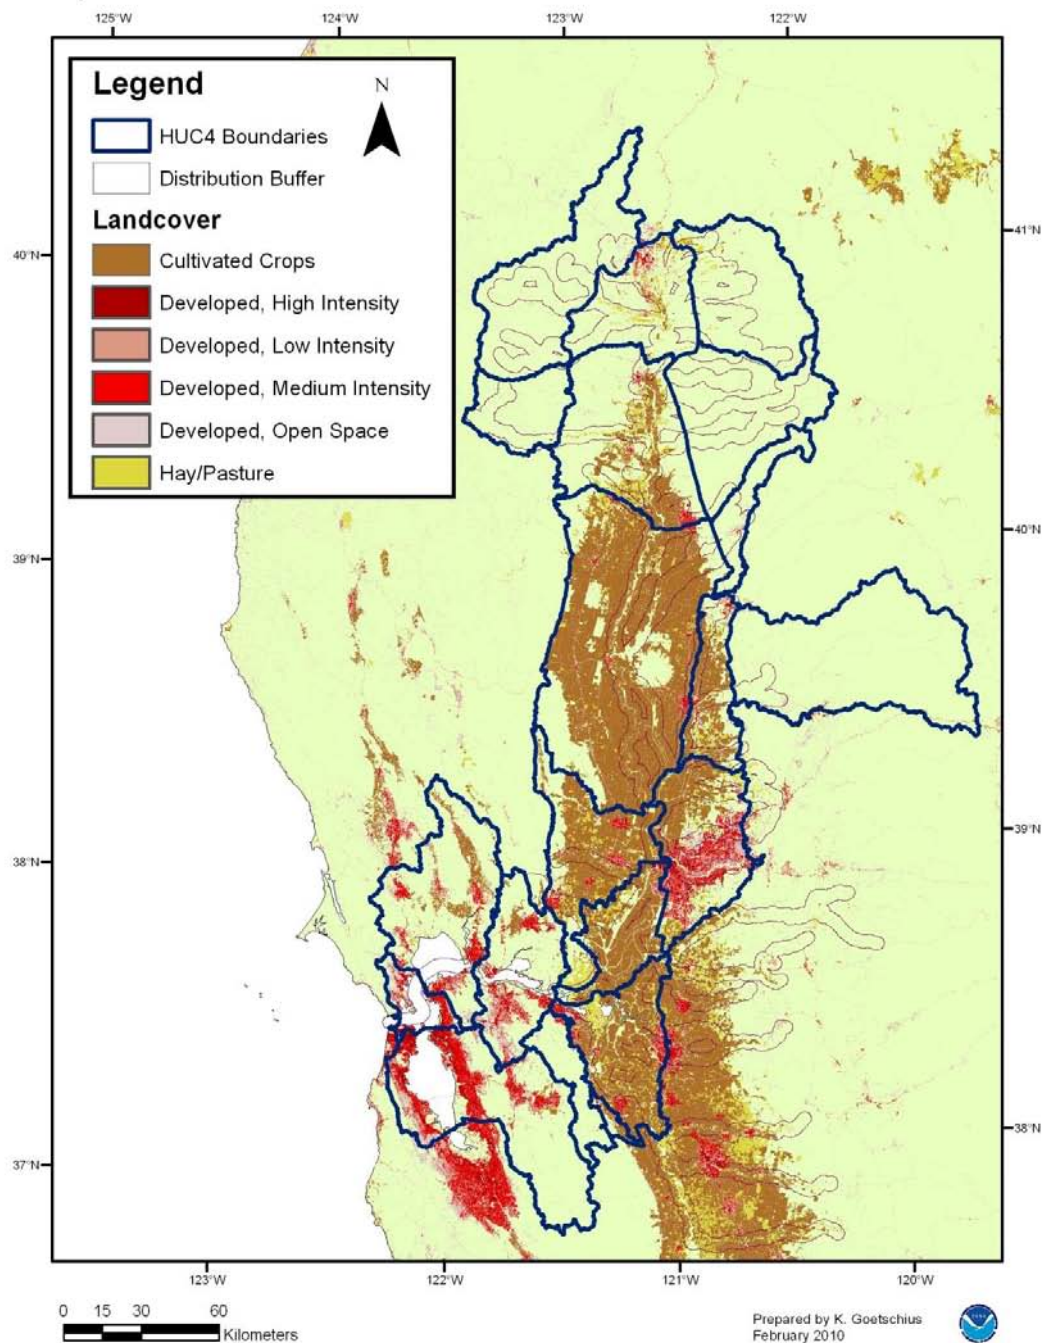 125°W 124°W 123°W 122°W
Legend
N
HUC4 Boundaries
Distribution Buffer
Landcover
Cultivated Crops
Developed, High Intensity
Developed, Low Intensity
Developed, Medium Intensity
Developed, Open Space
Hay/Pasture
40°N
41°N
39°N
40°N
38°N
39°N
37°N
38°N
123°W 122°W 121°W 120°W
0 15 30 60
Kilometers
Prepared by K. Goetschius
February 2010